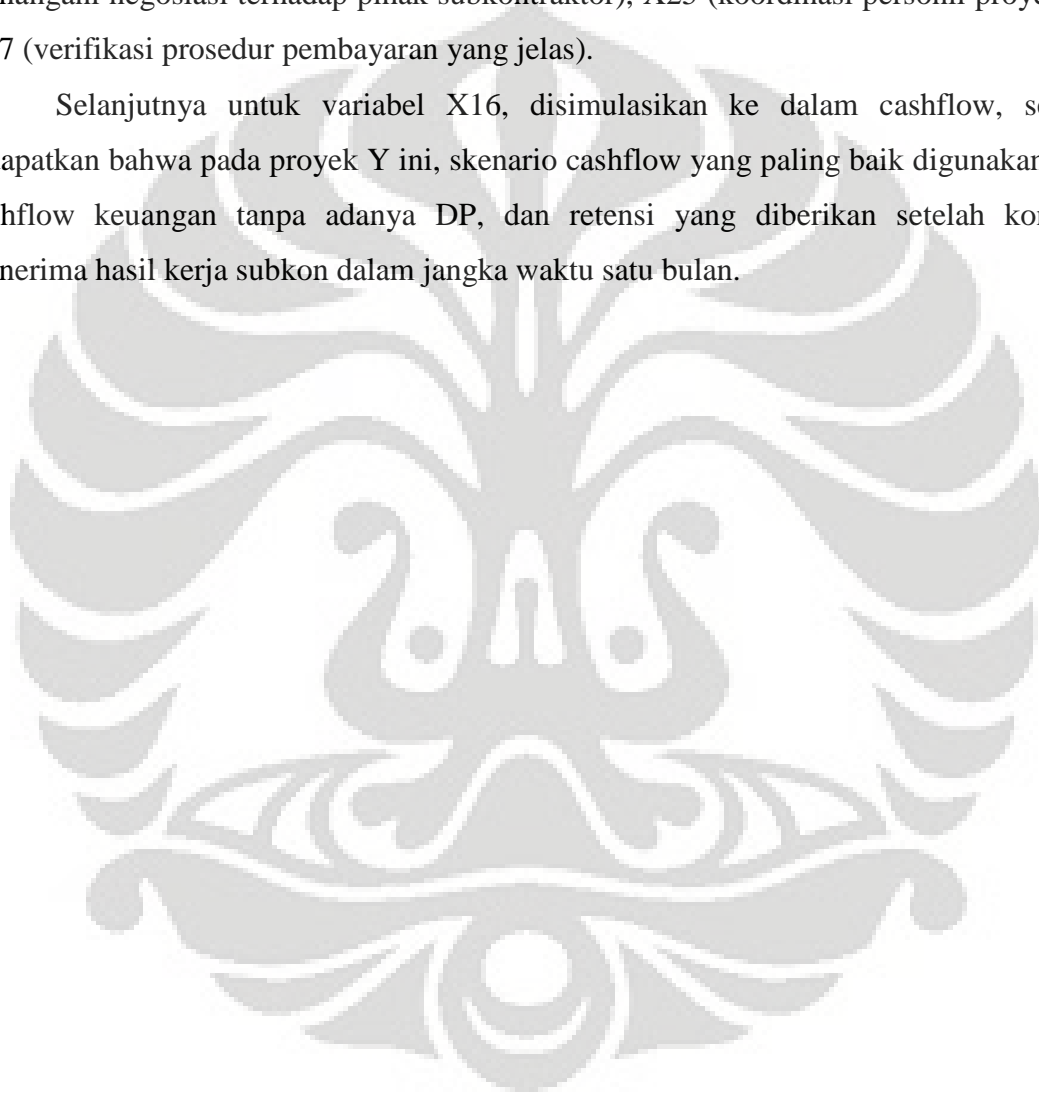 nangani negosiasi terhadap pihak subkontraktor), X25 (koordinasi personil proye
7 (verifikasi prosedur pembayaran yang jelas).
Selanjutnya untuk variabel X16, disimulasikan ke dalam cashflow, se
dapatkan bahwa pada proyek Y ini, skenario cashflow yang paling baik digunakan
hflow keuangan tanpa adanya DP, dan retensi yang diberikan setelah kon
nerima hasil kerja subkon dalam jangka waktu satu bulan.